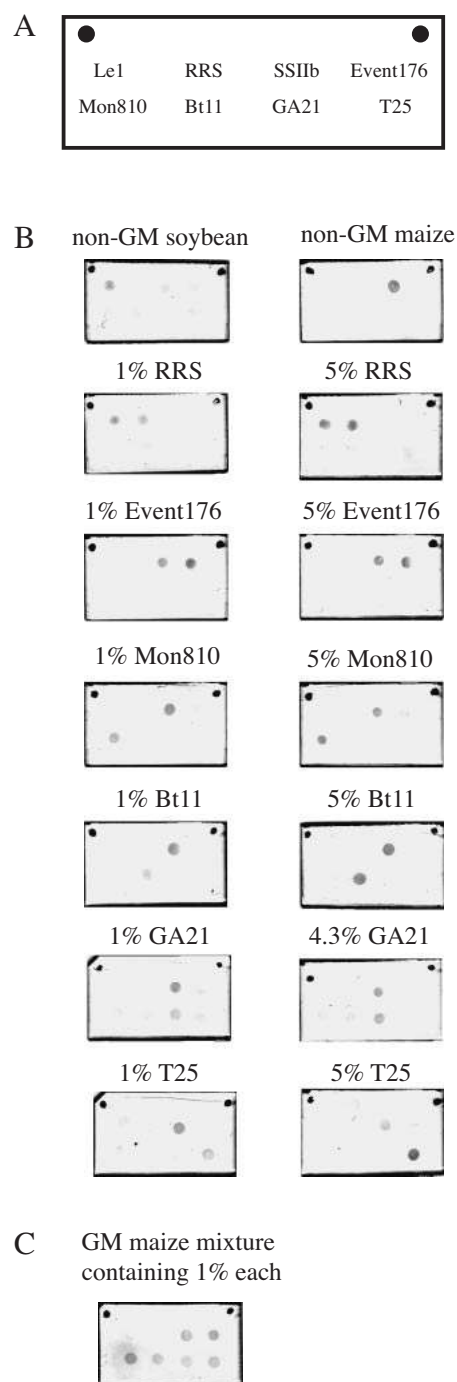 A
Le1 RRS SSIIb Event176
Mon810 Bt11 GA21 T25
B
non-GM soybean non-GM maize
1% RRS 5% RRS
1% Event176 5% Event176
1% Mon810 5% Mon810
1% Bt11 5% Bt11
1% GA21 4.3% GA21
1% T25 5% T25
C GM maize mixture
containing 1% each